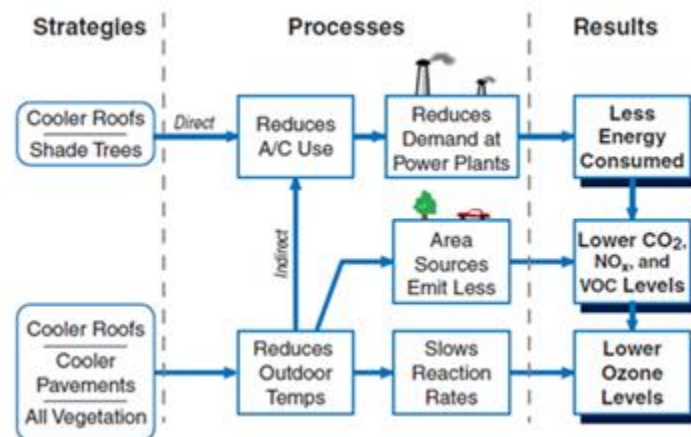 Strategies
Processes
Results
Cooler Roofs
Shade Trees
Direct
Reduces
A/C Use
Reduces
Demand at
Power Plants
Less
Energy
Consumed
Indirect
Area
Sources
Emit Less
Lower CO₂,
NOₓ, and
VOC Levels
Cooler Roofs
Cooler
Pavements
All Vegetation
Reduces
Outdoor
Temps
Slows
Reaction
Rates
Lower
Ozone
Levels